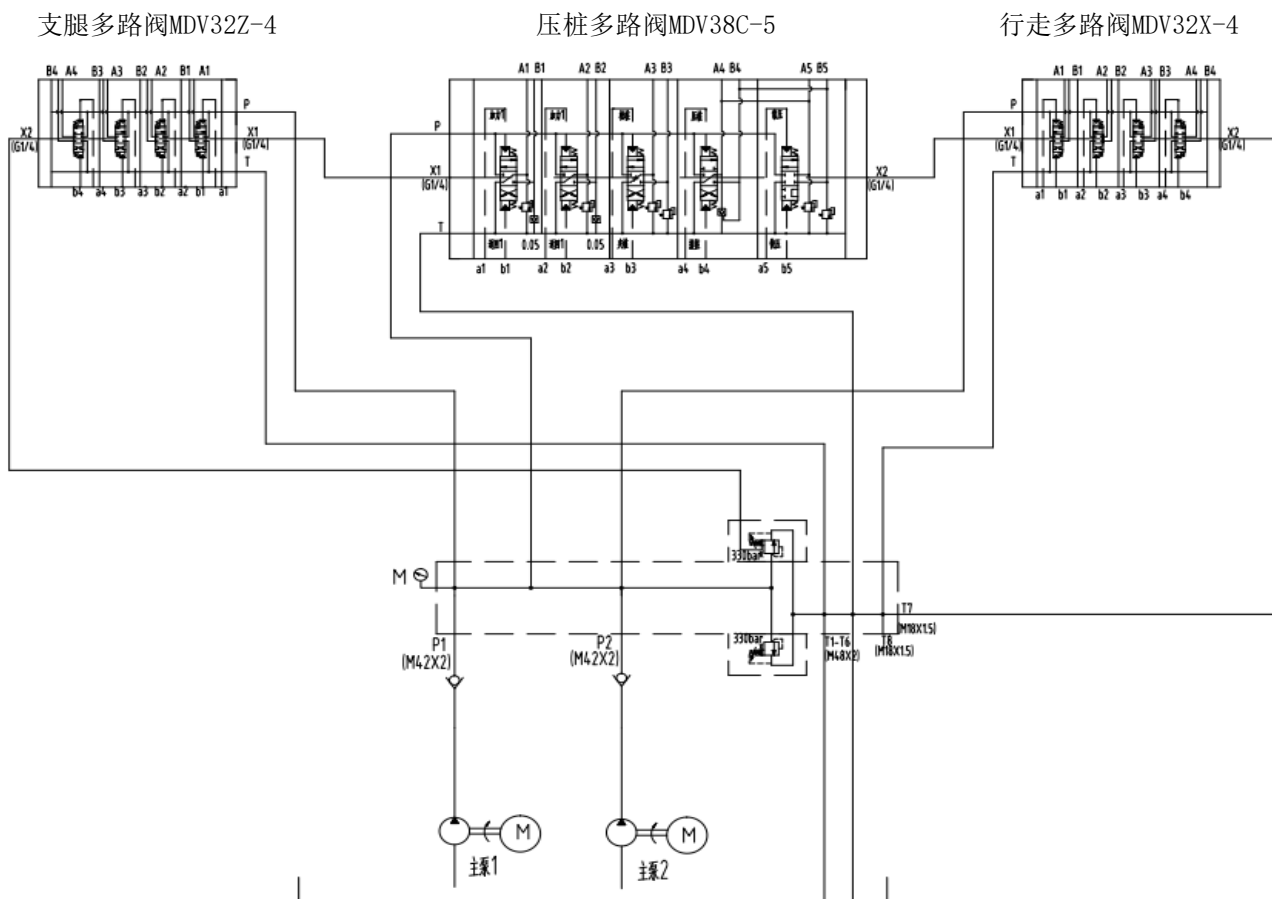 支腿多路阀MDV32Z-4 压桩多路阀MDV38C-5 行走多路阀MDV32X-4
B4 A4 B3 A3 B2 A2 B1 A1
P
X2
(G1/4)
X1
(G1/4)
T
b4 a4 b3 a3 b2 a2 b1 a1
A1 B1 A2 B2 A3 B3 A4 B4 A5 B5
P
X1
(G1/4)
T
X2
(G1/4)
0.05 0.05
a1 b1 a2 b2 a3 b3 a4 b4 a5 b5
A1 B1 A2 B2 A3 B3 A4 B4
P
X1
(G1/4)
T
X2
(G1/4)
a1 b1 a2 b2 a3 b3 a4 b4
330bar
M
P1
(M42X2)
P2
(M42X2)
330bar
T1-T6
(M48X2)
T8
(M18X1.5)
T7
(M18X1.5)
M
主泵1
M
主泵2